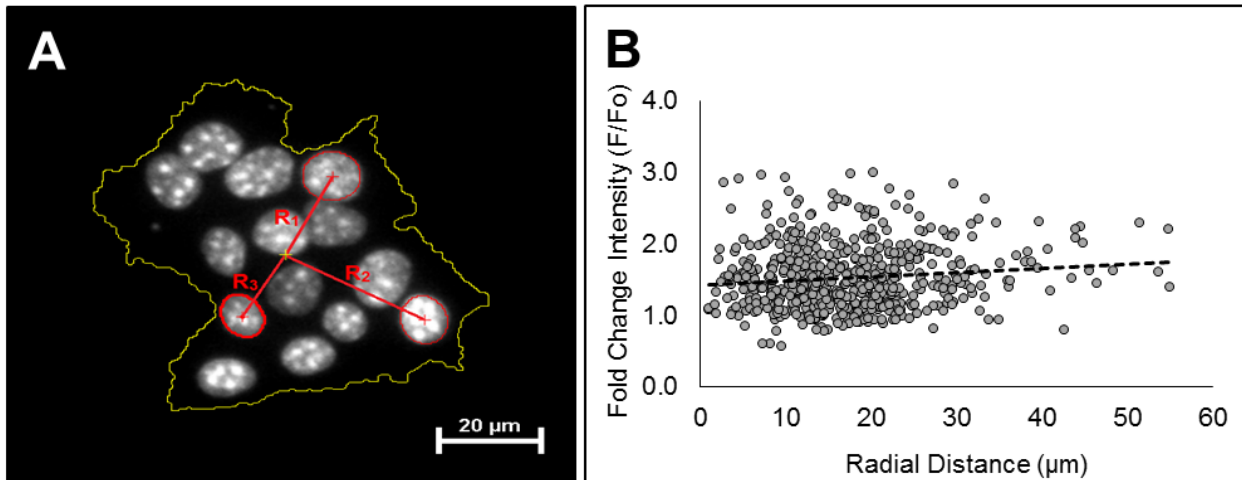 A
R1
R2
R3
20 µm
B
Fold Change Intensity (F/Fo)
4.0
3.0
2.0
1.0
0.0
0 10 20 30 40 50 60
Radial Distance (µm)